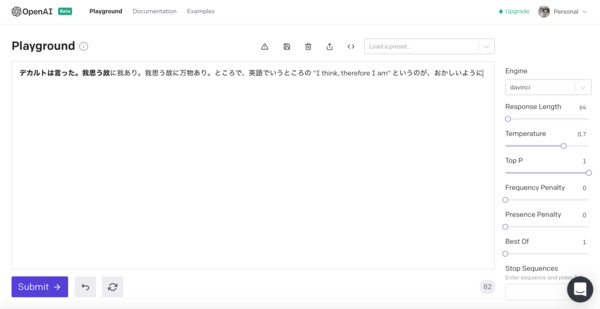 OpenAI Beta
Playground Documentation Examples
Upgrade
Personal
Playground
Load a preset...
デカルトは言った。我思う故に我あり。我思う故に万物あり。ところで、英語でいうところの "I think, therefore I am" というのが、おかしいように
Engine
davinci
Response Length 64
Temperature 0.7
Top P 1
Frequency Penalty 0
Presence Penalty 0
Best Of 1
Stop Sequences
Enter sequence and press
Submit
82